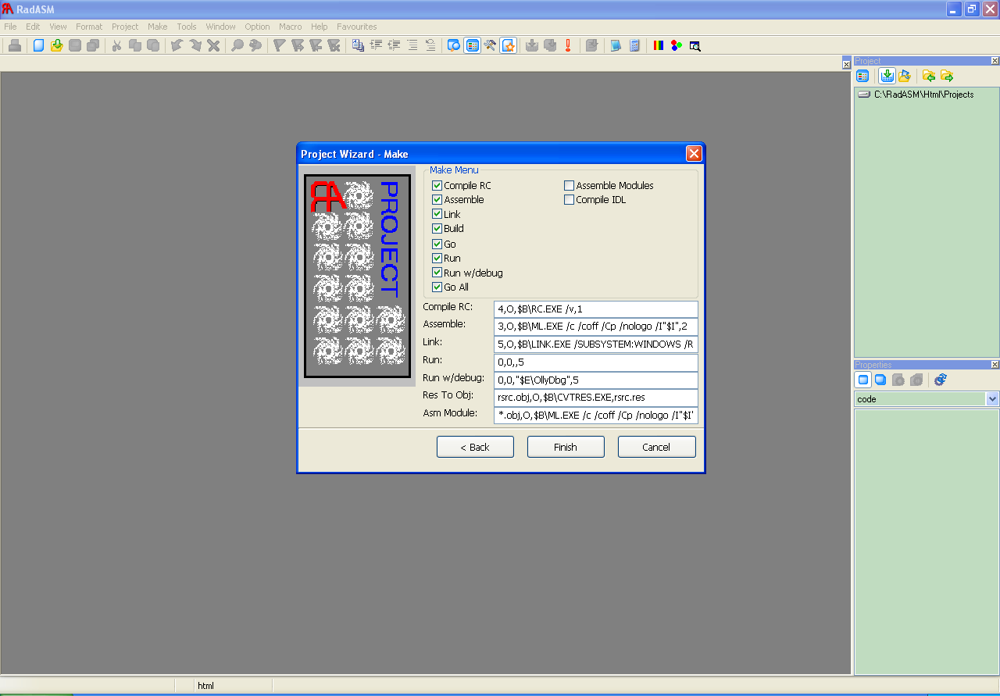 RadASM
File Edit View Format Project Make Tools Window Option Macro Help Favourites
Project
C:\RadASM\Html\Projects
Project Wizard - Make
RA
PROJECT
Make Menu
Compile RC
Assemble Modules
Assemble
Compile IDL
Link
Build
Go
Run
Run w/debug
Go All
Compile RC: 4,O,$B\RC.EXE /v,1
Assemble: 3,O,$B\ML.EXE /c /coff /Cp /nologo /I"$I",2
Link: 5,O,$B\LINK.EXE /SUBSYSTEM:WINDOWS /R
Run: 0,0,,5
Run w/debug: 0,0,"$E\OllyDbg",5
Res To Obj: rsrc.obj,O,$B\CVTRES.EXE,rsrc.res
Asm Module: *.obj,O,$B\ML.EXE /c /coff /Cp /nologo /I"$I'
< Back Finish Cancel
Properties
code
html